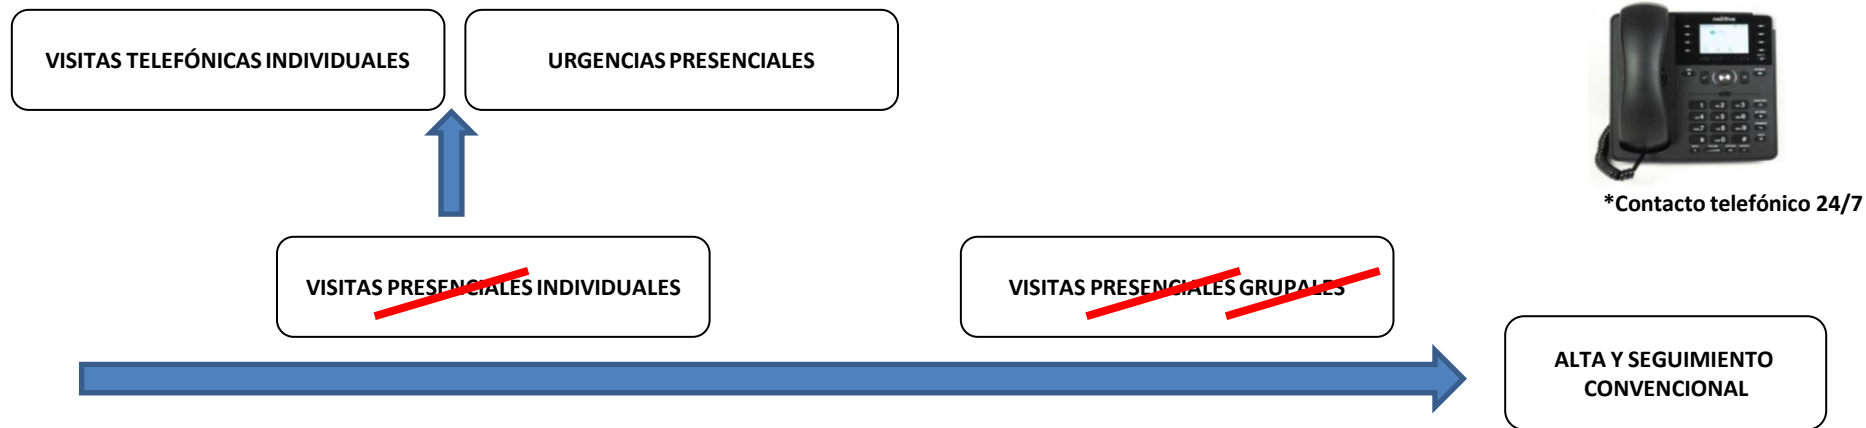 VISITAS TELEFÓNICAS INDIVIDUALES
URGENCIAS PRESENCIALES
*Contacto telefónico 24/7
VISITAS PRESENCIALES INDIVIDUALES
VISITAS PRESENCIALES GRUPALES
ALTA Y SEGUIMIENTO
CONVENCIONAL